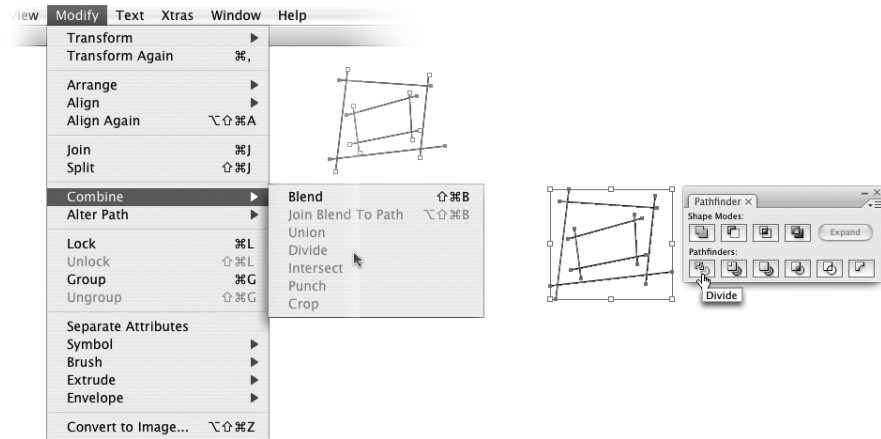 View Modify Text Xtras Window Help
Transform
Transform Again ⌘,
Arrange
Align
Align Again ⌥⇧⌘A
Join ⌘J
Split ⇧⌘J
Combine
Alter Path
Lock ⌘L
Unlock ⇧⌘L
Group ⌘G
Ungroup ⇧⌘G
Separate Attributes
Symbol
Brush
Extrude
Envelope
Convert to Image... ⌥⇧⌘Z
Blend ⇧⌘B
Join Blend To Path ⌥⇧⌘B
Union
Divide
Intersect
Punch
Crop
Pathfinder ×
Shape Modes:
Expand
Pathfinders:
Divide